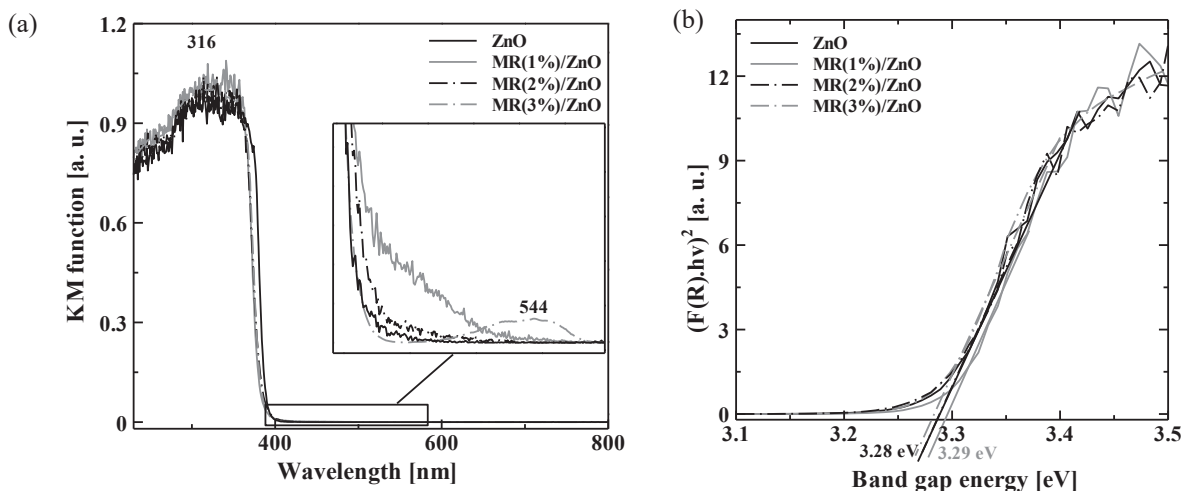 (a)
1.2
0.9
0.6
0.3
0
KM function [a. u.]
316
ZnO
MR(1%)/ZnO
MR(2%)/ZnO
MR(3%)/ZnO
544
400
600
800
Wavelength [nm]
(b)
12
9
6
3
0
(F(R).hv)² [a. u.]
ZnO
MR(1%)/ZnO
MR(2%)/ZnO
MR(3%)/ZnO
3.1
3.2
3.3
3.4
3.5
3.28 eV
3.29 eV
Band gap energy [eV]